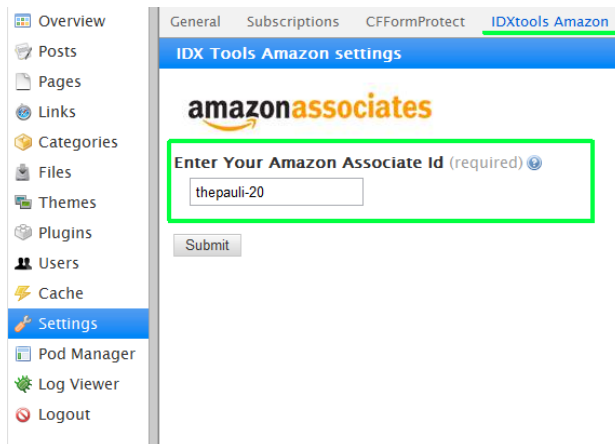 Overview
Posts
Pages
Links
Categories
Files
Themes
Plugins
Users
Cache
Settings
Pod Manager
Log Viewer
Logout
General Subscriptions CFFormProtect IDXtools Amazon
IDX Tools Amazon settings
amazonassociates
Enter Your Amazon Associate Id (required)
thepauli-20
Submit